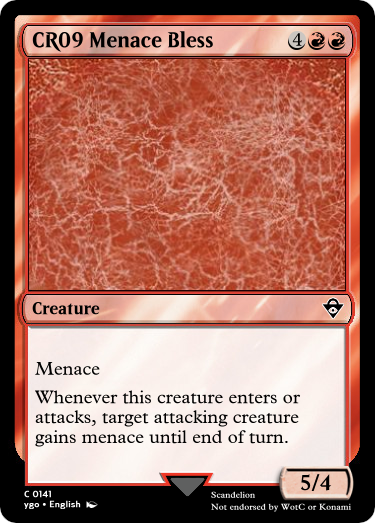 CR09 Menace Bless 4
Creature
Menace
Whenever this creature enters or
attacks, target attacking creature
gains menace until end of turn.
5/4
C 0141
ygo • English
Scandelion
Not endorsed by WotC or Konami